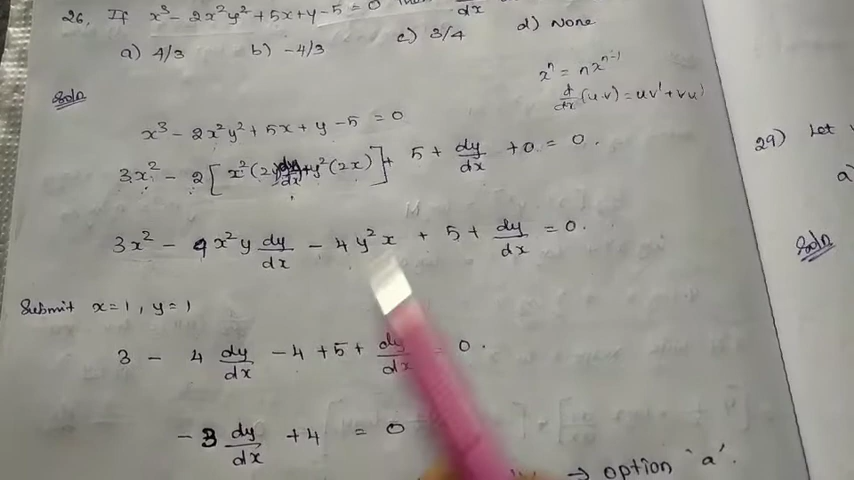 26. If x³ - 2x²y² + 5x + y - 5 = 0 dx
a) 4/3 b) -4/3 c) 3/4 d) None
Soln
xⁿ = nxⁿ⁻¹
d/dx (u.v) = uv' + vu'
x³ - 2x²y² + 5x + y - 5 = 0
3x² - 2[x²(2y)dy/dx + y²(2x)] + 5 + dy/dx + 0 = 0.
3x² - 4x²y dy/dx - 4y²x + 5 + dy/dx = 0.
Submit x=1, y=1
3 - 4 dy/dx - 4 + 5 + dy/dx = 0.
-3 dy/dx + 4 = 0
→ option 'a'.
29) Let
a
Soln